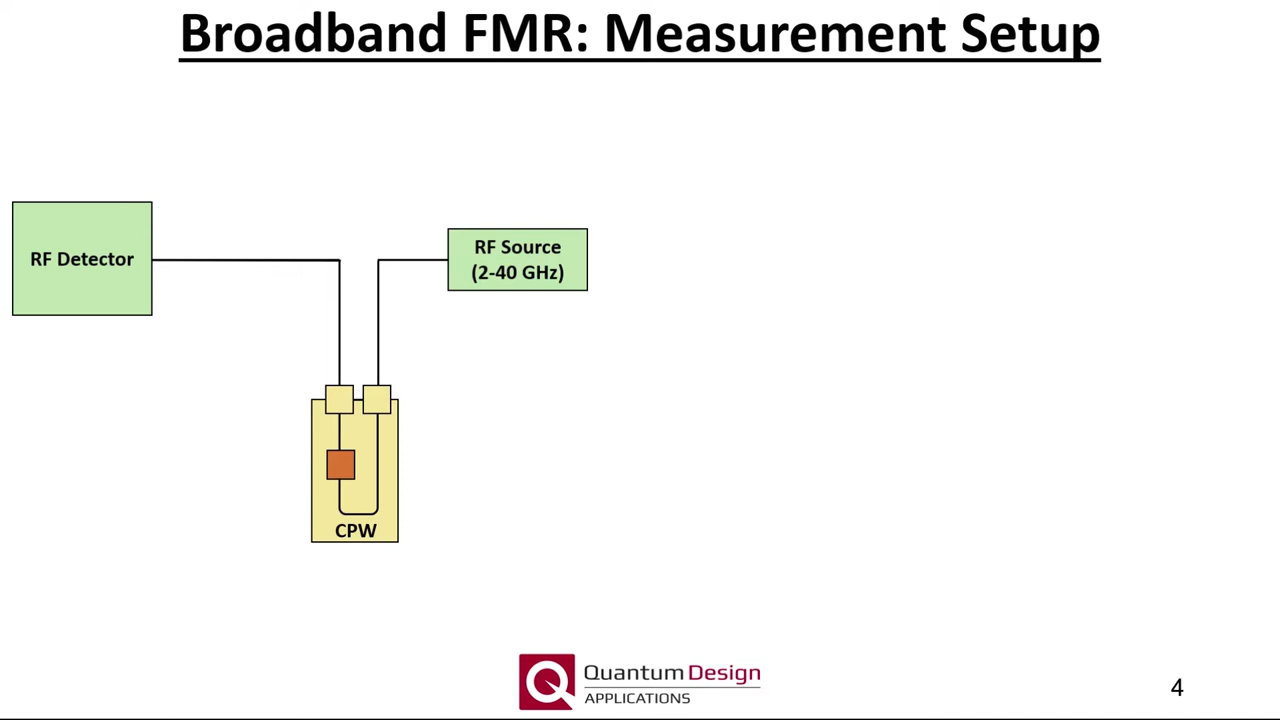 Broadband FMR: Measurement Setup
RF Detector
RF Source
(2-40 GHz)
CPW
Quantum Design
APPLICATIONS
4